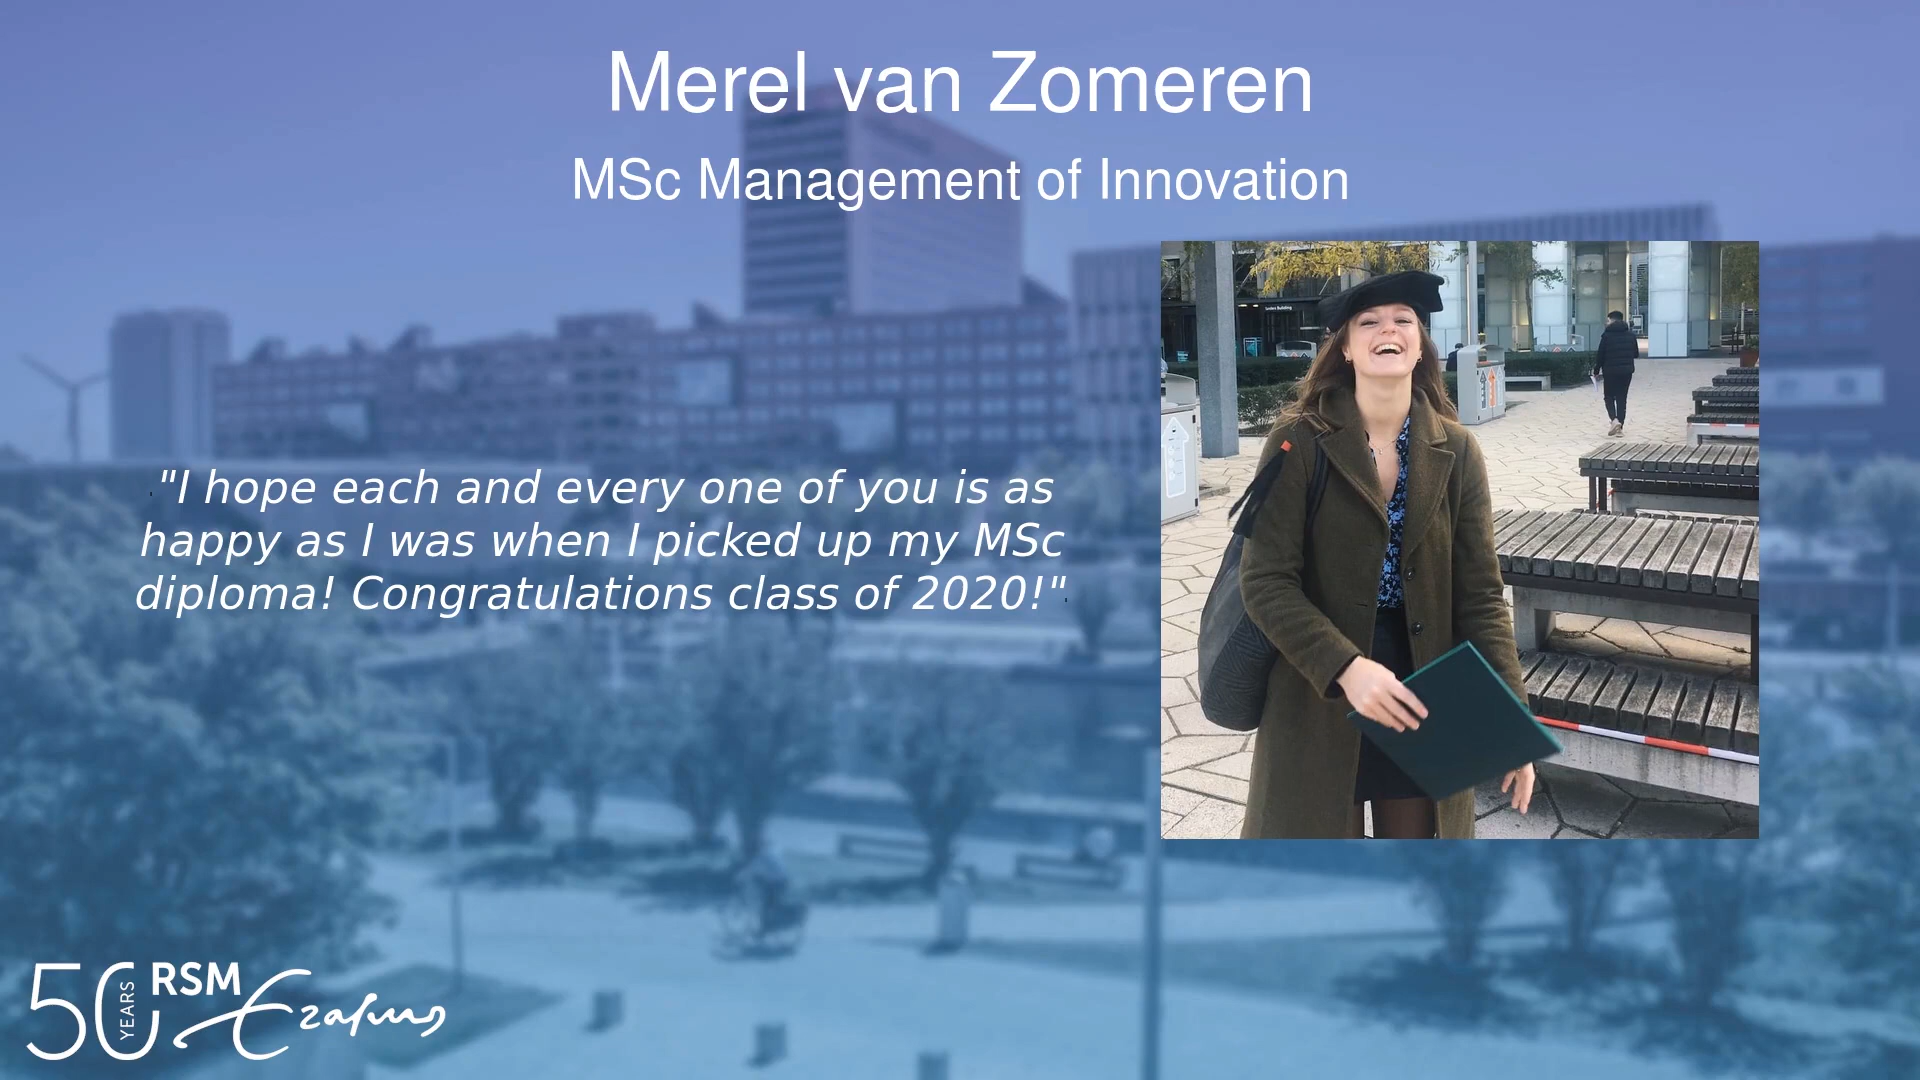 Merel van Zomeren
MSc Management of Innovation
"I hope each and every one of you is as
happy as I was when I picked up my MSc
diploma! Congratulations class of 2020!"
50 YEARS RSM
Erasmus